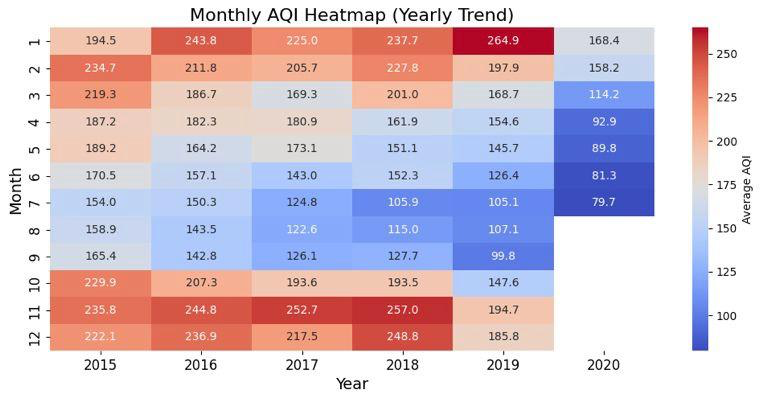 Monthly AQI Heatmap (Yearly Trend)
1 194.5 243.8 225.0 237.7 264.9 168.4
2 234.7 211.8 205.7 227.8 197.9 158.2
3 219.3 186.7 169.3 201.0 168.7 114.2
4 187.2 182.3 180.9 161.9 154.6 92.9
5 189.2 164.2 173.1 151.1 145.7 89.8
6 170.5 157.1 143.0 152.3 126.4 81.3
7 154.0 150.3 124.8 105.9 105.1 79.7
8 158.9 143.5 122.6 115.0 107.1
9 165.4 142.8 126.1 127.7 99.8
10 229.9 207.3 193.6 193.5 147.6
11 235.8 244.8 252.7 257.0 194.7
12 222.1 236.9 217.5 248.8 185.8
2015 2016 2017 2018 2019 2020
Year
Month
250
225
200
175
150
125
100
Average AQI